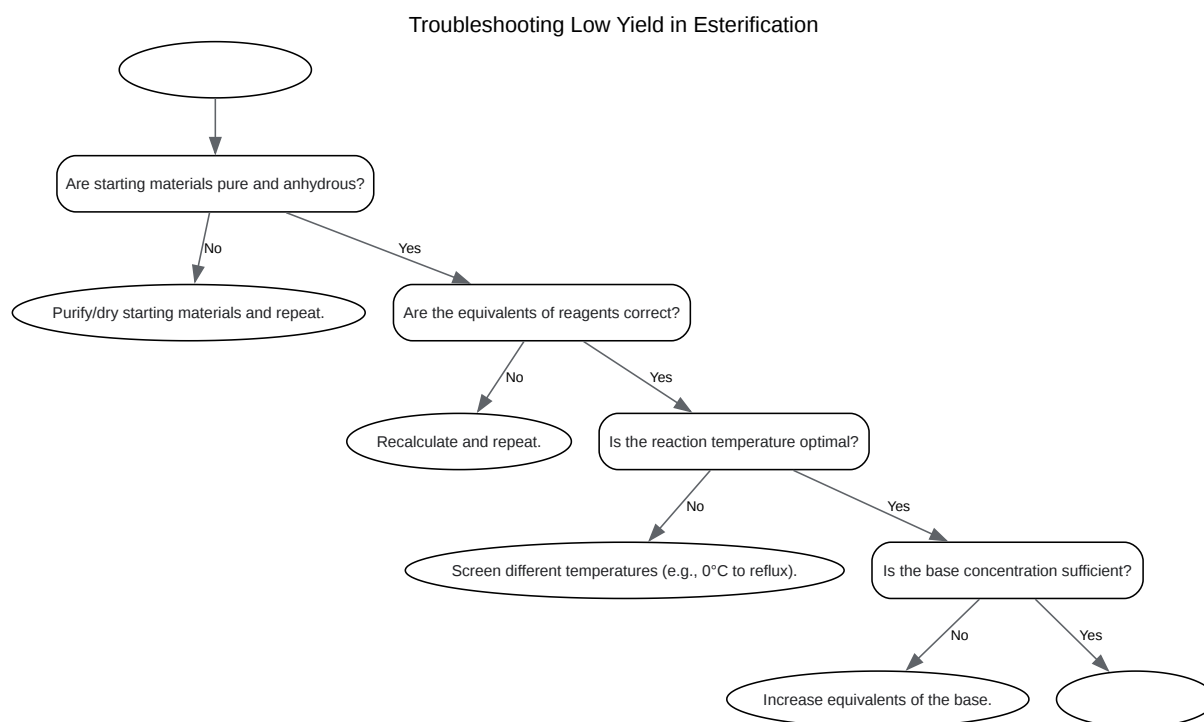 Troubleshooting Low Yield in Esterification
Are starting materials pure and anhydrous?
No
Yes
Purify/dry starting materials and repeat.
Are the equivalents of reagents correct?
No
Yes
Recalculate and repeat.
Is the reaction temperature optimal?
No
Yes
Screen different temperatures (e.g., 0°C to reflux).
Is the base concentration sufficient?
No
Yes
Increase equivalents of the base.